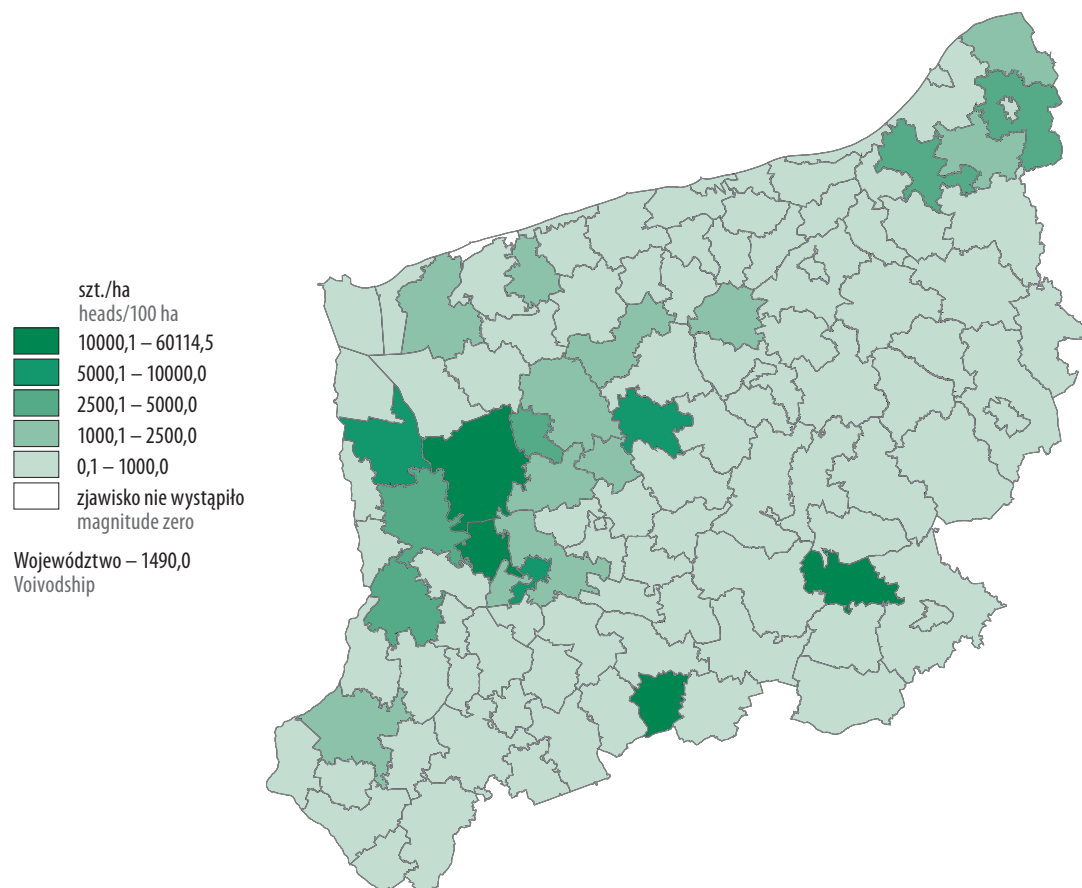 szt./ha
heads/100 ha
10000,1 – 60114,5
5000,1 – 10000,0
2500,1 – 5000,0
1000,1 – 2500,0
0,1 – 1000,0
zjawisko nie wystąpiło
magnitude zero
Województwo – 1490,0
Voivodship